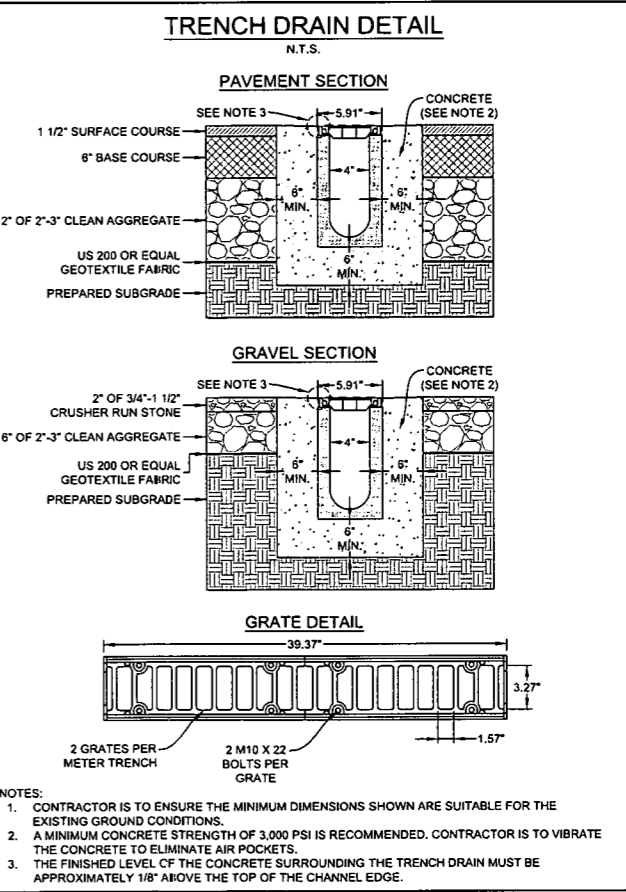 TRENCH DRAIN DETAIL
N.T.S.
PAVEMENT SECTION
SEE NOTE 3
5.91"
CONCRETE
(SEE NOTE 2)
1 1/2" SURFACE COURSE
6" BASE COURSE
4"
6"
MIN.
6"
MIN.
2" OF 2"-3" CLEAN AGGREGATE
US 200 OR EQUAL
GEOTEXTILE FABRIC
6"
MIN.
PREPARED SUBGRADE
GRAVEL SECTION
SEE NOTE 3
5.91"
CONCRETE
(SEE NOTE 2)
2" OF 3/4"-1 1/2"
CRUSHER RUN STONE
6" OF 2"-3" CLEAN AGGREGATE
4"
US 200 OR EQUAL
GEOTEXTILE FABRIC
6"
MIN.
6"
MIN.
PREPARED SUBGRADE
6"
MIN.
GRATE DETAIL
39.37"
3.27"
1.57"
2 GRATES PER
METER TRENCH
2 M10 X 22
BOLTS PER
GRATE
NOTES:
1. CONTRACTOR IS TO ENSURE THE MINIMUM DIMENSIONS SHOWN ARE SUITABLE FOR THE
EXISTING GROUND CONDITIONS.
2. A MINIMUM CONCRETE STRENGTH OF 3,000 PSI IS RECOMMENDED. CONTRACTOR IS TO VIBRATE
THE CONCRETE TO ELIMINATE AIR POCKETS.
3. THE FINISHED LEVEL OF THE CONCRETE SURROUNDING THE TRENCH DRAIN MUST BE
APPROXIMATELY 1/8" ABOVE THE TOP OF THE CHANNEL EDGE.